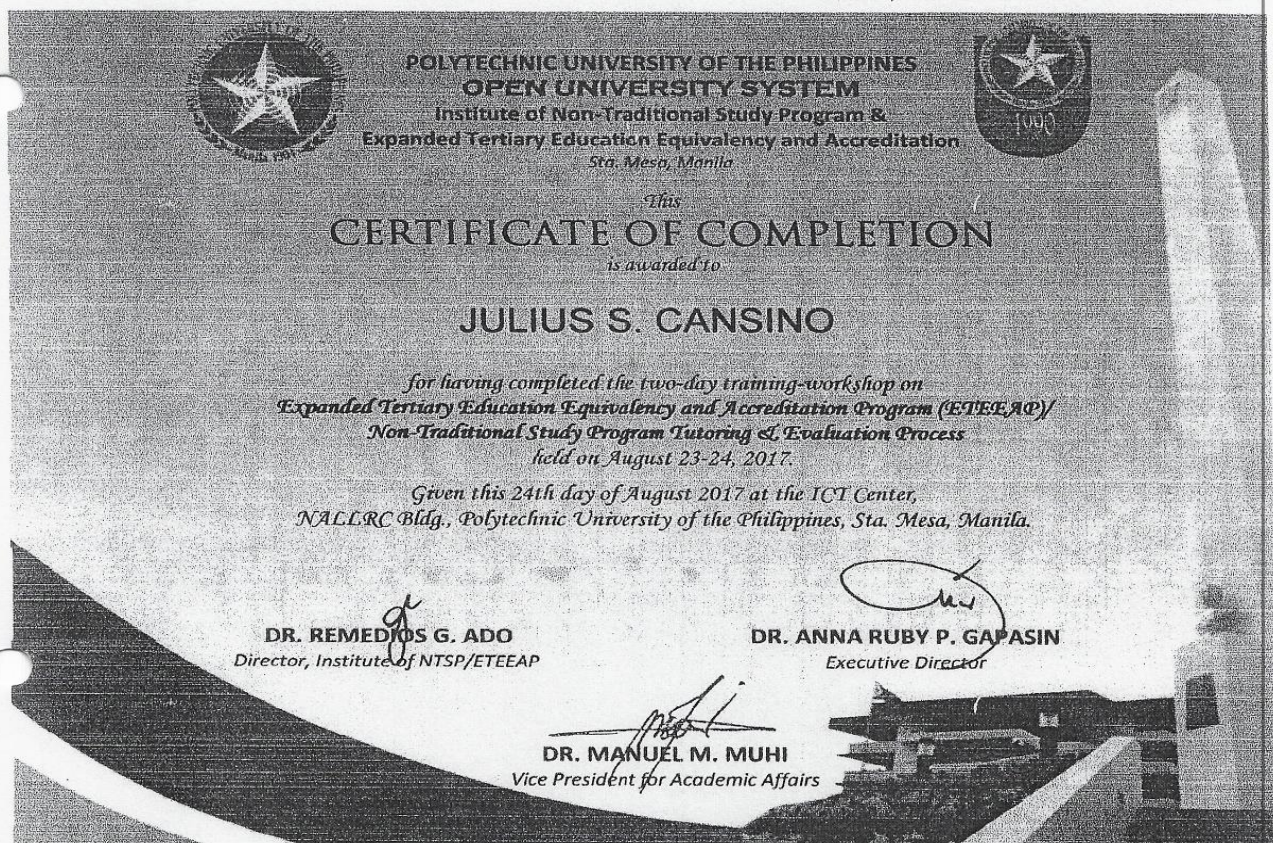 POLYTECHNIC UNIVERSITY OF THE PHILIPPINES
OPEN UNIVERSITY SYSTEM
Institute of Non-Traditional Study Program &
Expanded Tertiary Education Equivalency and Accreditation
Sta. Mesa, Manila
1990
This
CERTIFICATE OF COMPLETION
is awarded to
JULIUS S. CANSINO
for having completed the two-day training-workshop on
Expanded Tertiary Education Equivalency and Accreditation Program (ETEEAP)/
Non-Traditional Study Program Tutoring & Evaluation Process
held on August 23-24, 2017.
Given this 24th day of August 2017 at the ICT Center,
NALLRC Bldg., Polytechnic University of the Philippines, Sta. Mesa, Manila.
DR. REMEDIOS G. ADO
Director, Institute of NTSP/ETEEAP
DR. ANNA RUBY P. GAPASIN
Executive Director
DR. MANUEL M. MUHI
Vice President for Academic Affairs